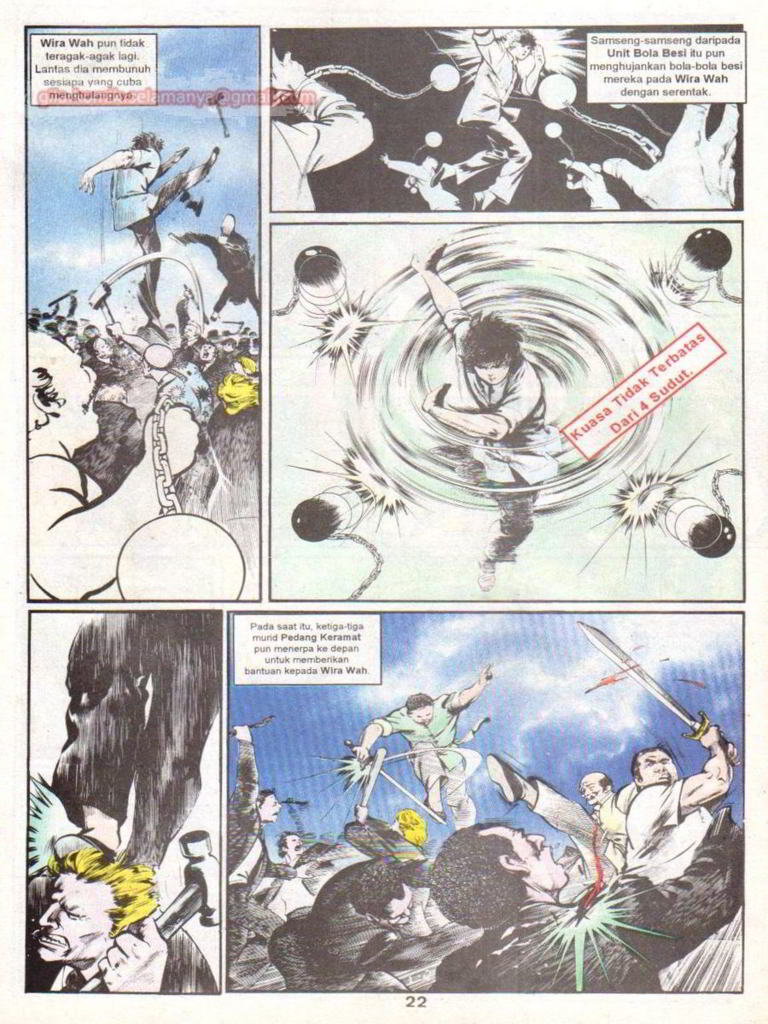 Wira Wah pun tidak
teragak-agak lagi.
Lantas dia membunuh
sesiapa yang cuba
menghalangnya.
Samseng-samseng daripada
Unit Bola Besi itu pun
menghujankan bola-bola besi
mereka pada Wira Wah
dengan serentak.
Kuasa Tidak Terbatas
Dari 4 Sudut.
Pada saat itu, ketiga-tiga
murid Pedang Keramat
pun menerpa ke depan
untuk memberikan
bantuan kepada Wira Wah.
22